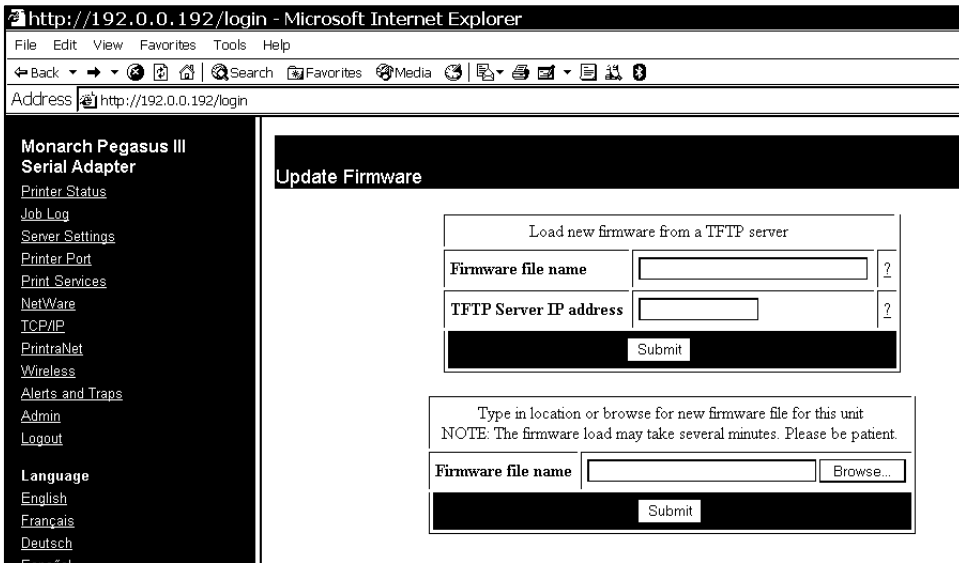 http://192.0.0.192/login - Microsoft Internet Explorer
File Edit View Favorites Tools Help
Back Search Favorites Media
Address http://192.0.0.192/login
Monarch Pegasus III
Serial Adapter
Printer Status
Job Log
Server Settings
Printer Port
Print Services
NetWare
TCP/IP
PrintraNet
Wireless
Alerts and Traps
Admin
Logout
Language
English
Français
Deutsch
Español
Update Firmware
Load new firmware from a TFTP server
Firmware file name ?
TFTP Server IP address ?
Submit
Type in location or browse for new firmware file for this unit
NOTE: The firmware load may take several minutes. Please be patient.
Firmware file name Browse...
Submit